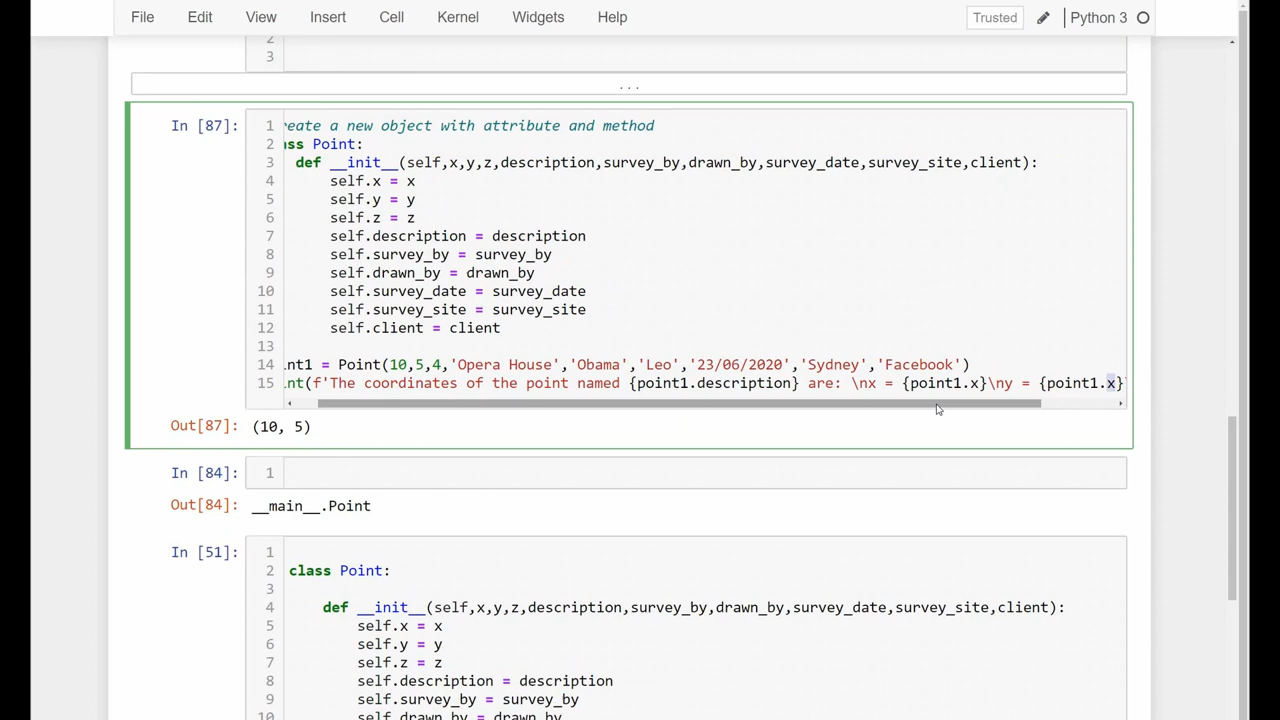 File Edit View Insert Cell Kernel Widgets Help Trusted Python 3
2
3
...
In [87]: 1 eate a new object with attribute and method
2 ass Point:
3 def __init__(self,x,y,z,description,survey_by,drawn_by,survey_date,survey_site,client):
4 self.x = x
5 self.y = y
6 self.z = z
7 self.description = description
8 self.survey_by = survey_by
9 self.drawn_by = drawn_by
10 self.survey_date = survey_date
11 self.survey_site = survey_site
12 self.client = client
13
14 nt1 = Point(10,5,4,'Opera House','Obama','Leo','23/06/2020','Sydney','Facebook')
15 nt(f'The coordinates of the point named {point1.description} are: \nx = {point1.x}\ny = {point1.x}
Out[87]: (10, 5)
In [84]: 1
Out[84]: __main__.Point
In [51]: 1
2 class Point:
3
4 def __init__(self,x,y,z,description,survey_by,drawn_by,survey_date,survey_site,client):
5 self.x = x
6 self.y = y
7 self.z = z
8 self.description = description
9 self.survey_by = survey_by
10 self.drawn_by = drawn_by